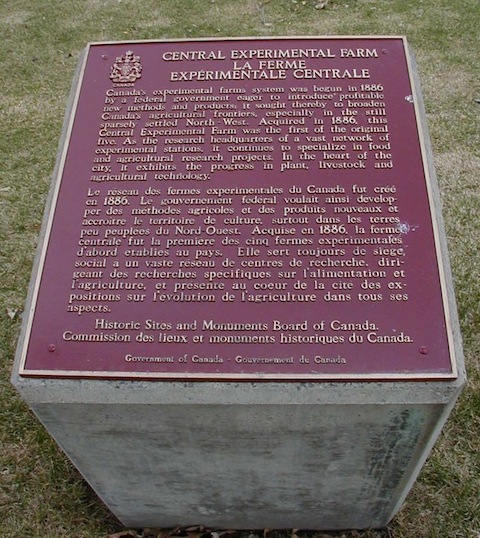 CENTRAL EXPERIMENTAL FARM
LA FERME
EXPÉRIMENTALE CENTRALE
CANADA
Canada's experimental farms system was begun in 1886
by a federal government eager to introduce profitable
new methods and products; it sought thereby to broaden
Canada's agricultural frontiers, especially in the still
sparsely settled North-West. Acquired in 1886, this
Central Experimental Farm was the first of the original
five. As the research headquarters of a vast network of
experimental stations, it continues to specialize in food
and agricultural research projects. In the heart of the
city, it exhibits the progress in plant, livestock and
agricultural technology.
Le réseau des fermes expérimentales du Canada fut créé
en 1886. Le gouvernement fédéral voulait ainsi dévelop-
per des méthodes agricoles et des produits nouveaux et
accroître le territoire de culture, surtout dans les terres
peu peuplées du Nord-Ouest. Acquise en 1886, la ferme
centrale fut la première des cinq fermes expérimentales
d'abord établies au pays. Elle sert toujours de siège
social à un vaste réseau de centres de recherche, diri-
geant des recherches spécifiques sur l'alimentation et
l'agriculture, et présente au coeur de la cité des ex-
positions sur l'évolution de l'agriculture dans tous ses
aspects.
Historic Sites and Monuments Board of Canada.
Commission des lieux et monuments historiques du Canada.
Government of Canada - Gouvernement du Canada